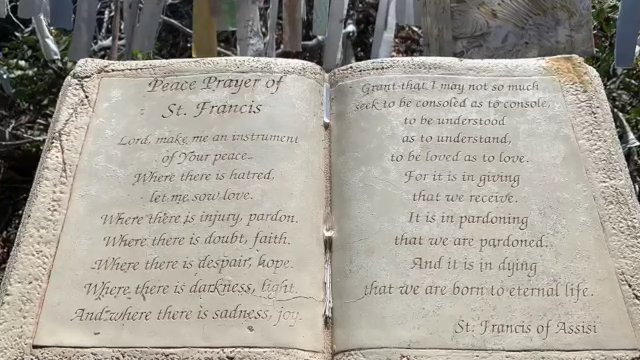 Peace Prayer of
St. Francis
Lord, make me an instrument
of Your peace.
Where there is hatred,
let me sow love.
Where there is injury, pardon.
Where there is doubt, faith.
Where there is despair, hope.
Where there is darkness, light.
And where there is sadness, joy.
Grant that I may not so much
seek to be consoled as to console,
to be understood
as to understand,
to be loved as to love.
For it is in giving
that we receive.
It is in pardoning
that we are pardoned.
And it is in dying
that we are born to eternal life.
St. Francis of Assisi